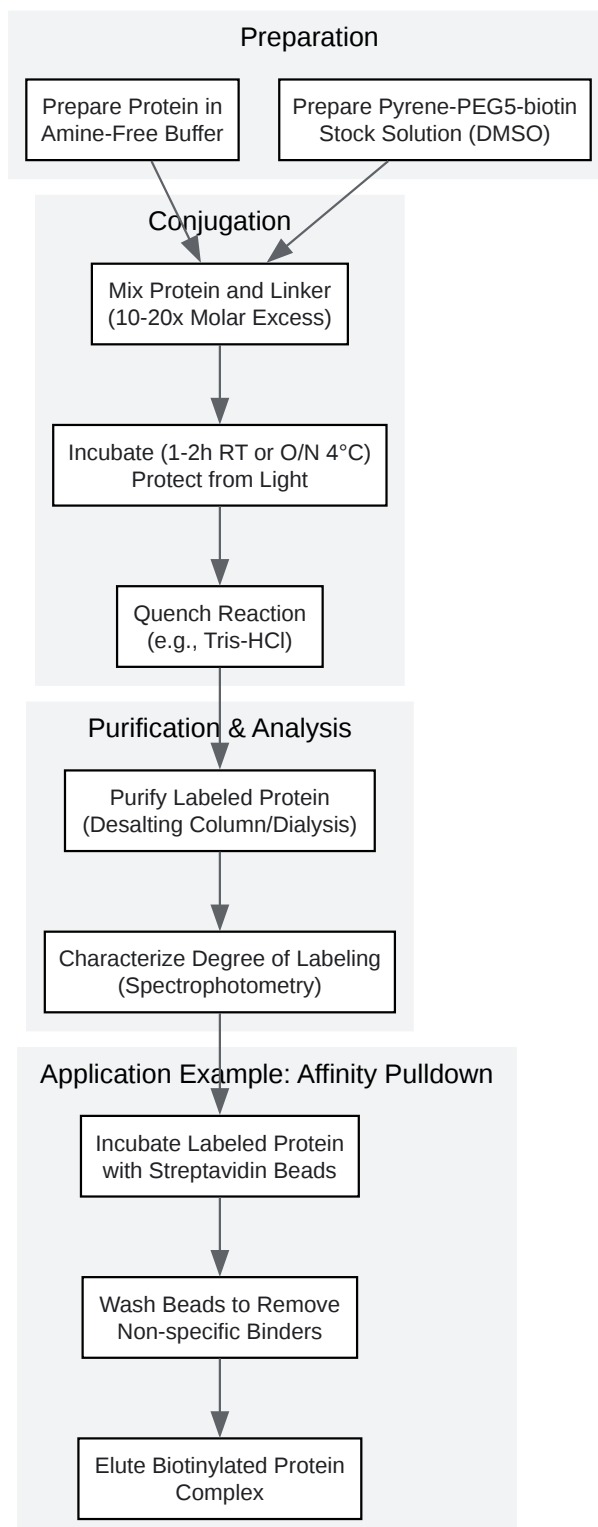 Preparation
Prepare Protein in
Amine-Free Buffer
Prepare Pyrene-PEG5-biotin
Stock Solution (DMSO)
Conjugation
Mix Protein and Linker
(10-20x Molar Excess)
Incubate (1-2h RT or O/N 4°C)
Protect from Light
Quench Reaction
(e.g., Tris-HCl)
Purification & Analysis
Purify Labeled Protein
(Desalting Column/Dialysis)
Characterize Degree of Labeling
(Spectrophotometry)
Application Example: Affinity Pulldown
Incubate Labeled Protein
with Streptavidin Beads
Wash Beads to Remove
Non-specific Binders
Elute Biotinylated Protein
Complex